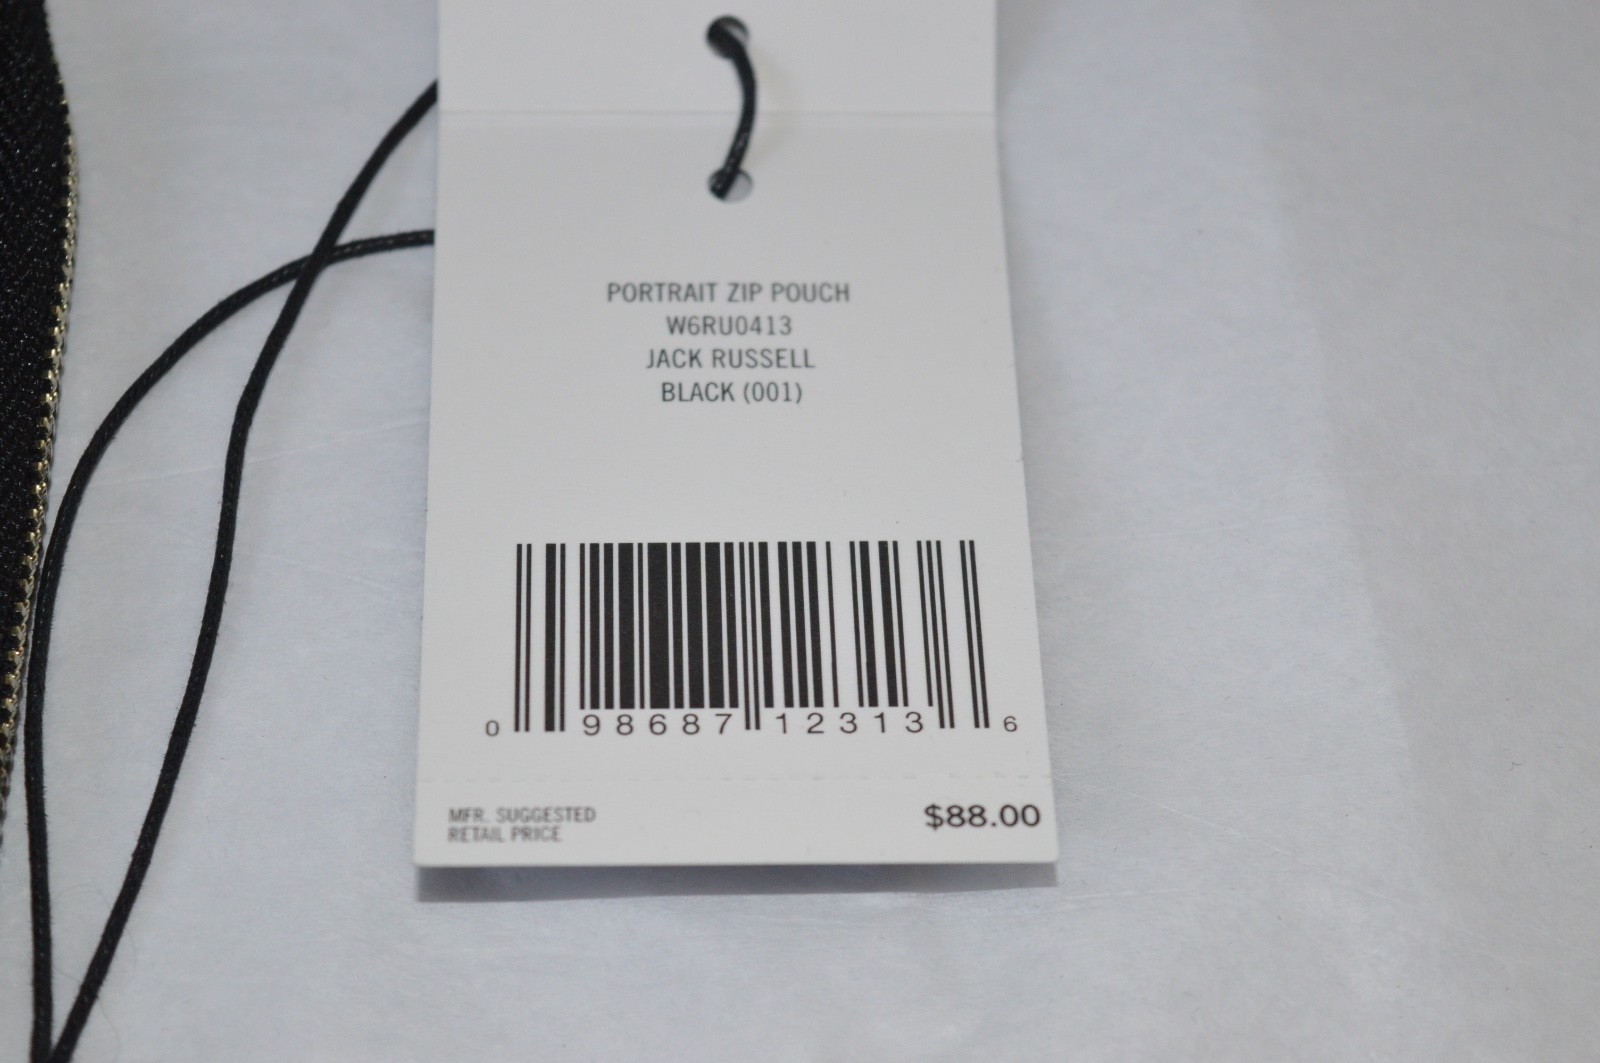 PORTRAIT ZIP POUCH
W6RU0413
JACK RUSSELL
BLACK (001)
0 98687 12313 6
MFR. SUGGESTED
RETAIL PRICE
$88.00